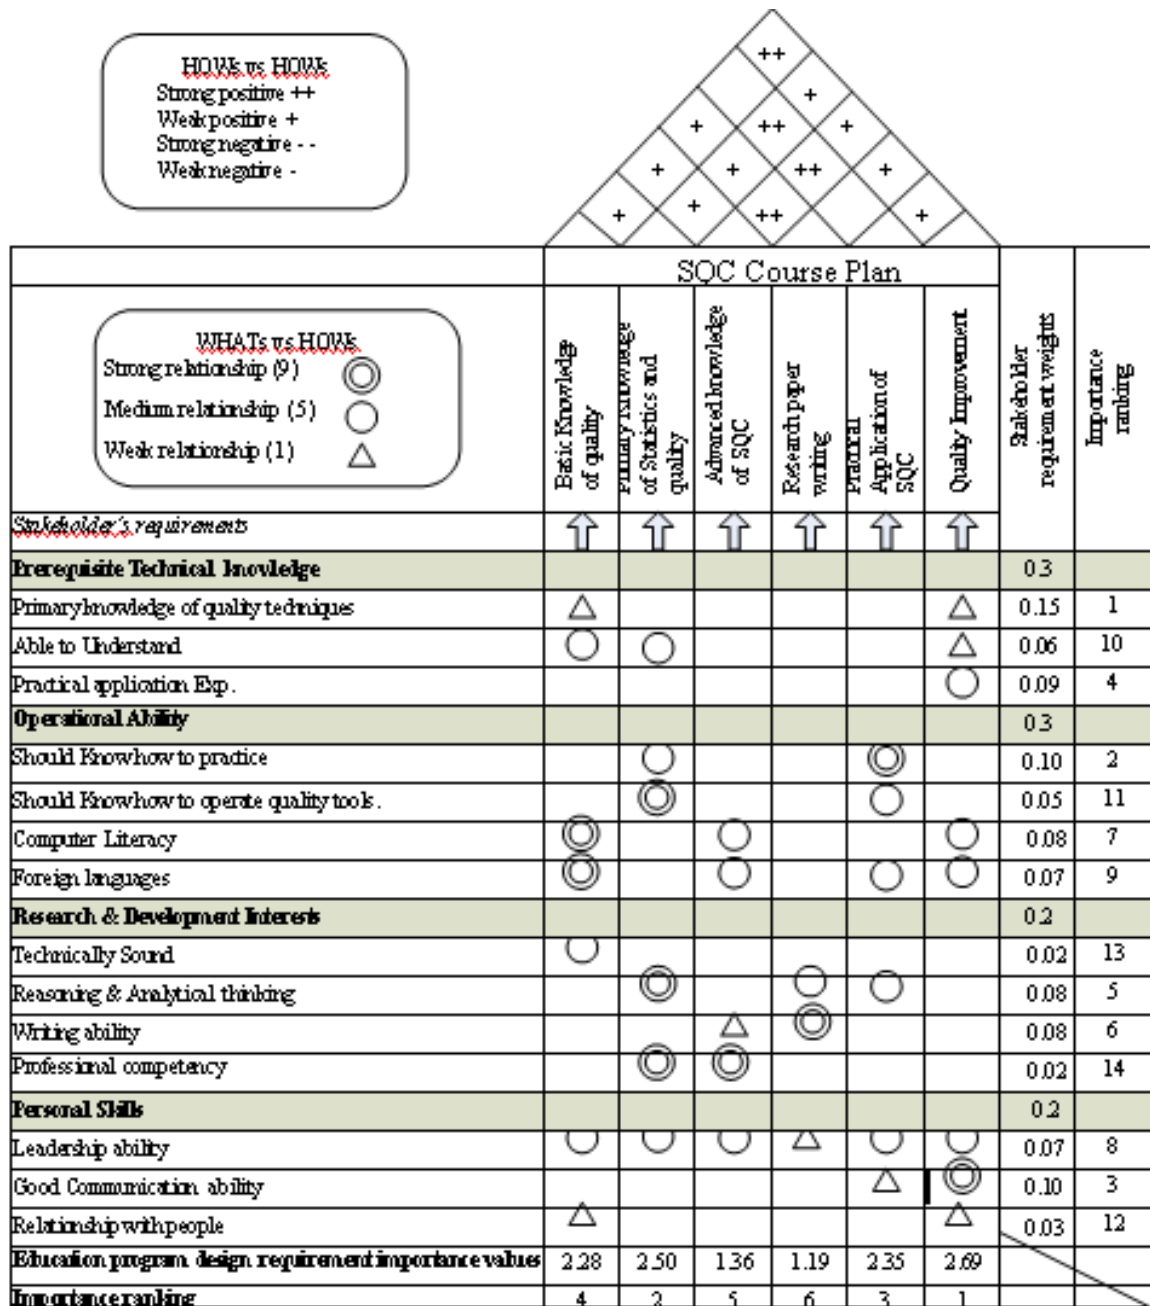 HOWs vs HOWs
Strong positive ++
Weak positive +
Strong negative - -
Weak negative -
++
+
+ ++ +
+ + ++ +
+ + ++ +
SQC Course Plan
WHATs vs HOWs
Strong relationship (9)
Medium relationship (5)
Weak relationship (1)
Basic Knowledge
of quality
Primary Knowledge
of Statistics and
quality
Advanced knowledge
of SQC
Research paper
writing
Practical
Application of
SQC
Quality Improvement
Stakeholder
requirement weights
Importance
ranking
Stakeholder's requirements
Prerequisite Technical knowledge 0.3
Primary knowledge of quality techniques 0.15 1
Able to Understand 0.06 10
Practical application Exp. 0.09 4
Operational Ability 0.3
Should Know how to practice 0.10 2
Should Know how to operate quality tools. 0.05 11
Computer Literacy 0.08 7
Foreign languages 0.07 9
Research & Development Interests 0.2
Technically Sound 0.02 13
Reasoning & Analytical thinking 0.08 5
Writing ability 0.08 6
Professional competency 0.02 14
Personal Skills 0.2
Leadership ability 0.07 8
Good Communication ability 0.10 3
Relationship with people 0.03 12
Education program design requirement importance values 2.28 2.50 1.36 1.19 2.35 2.69
Importance ranking 4 2 5 6 3 1